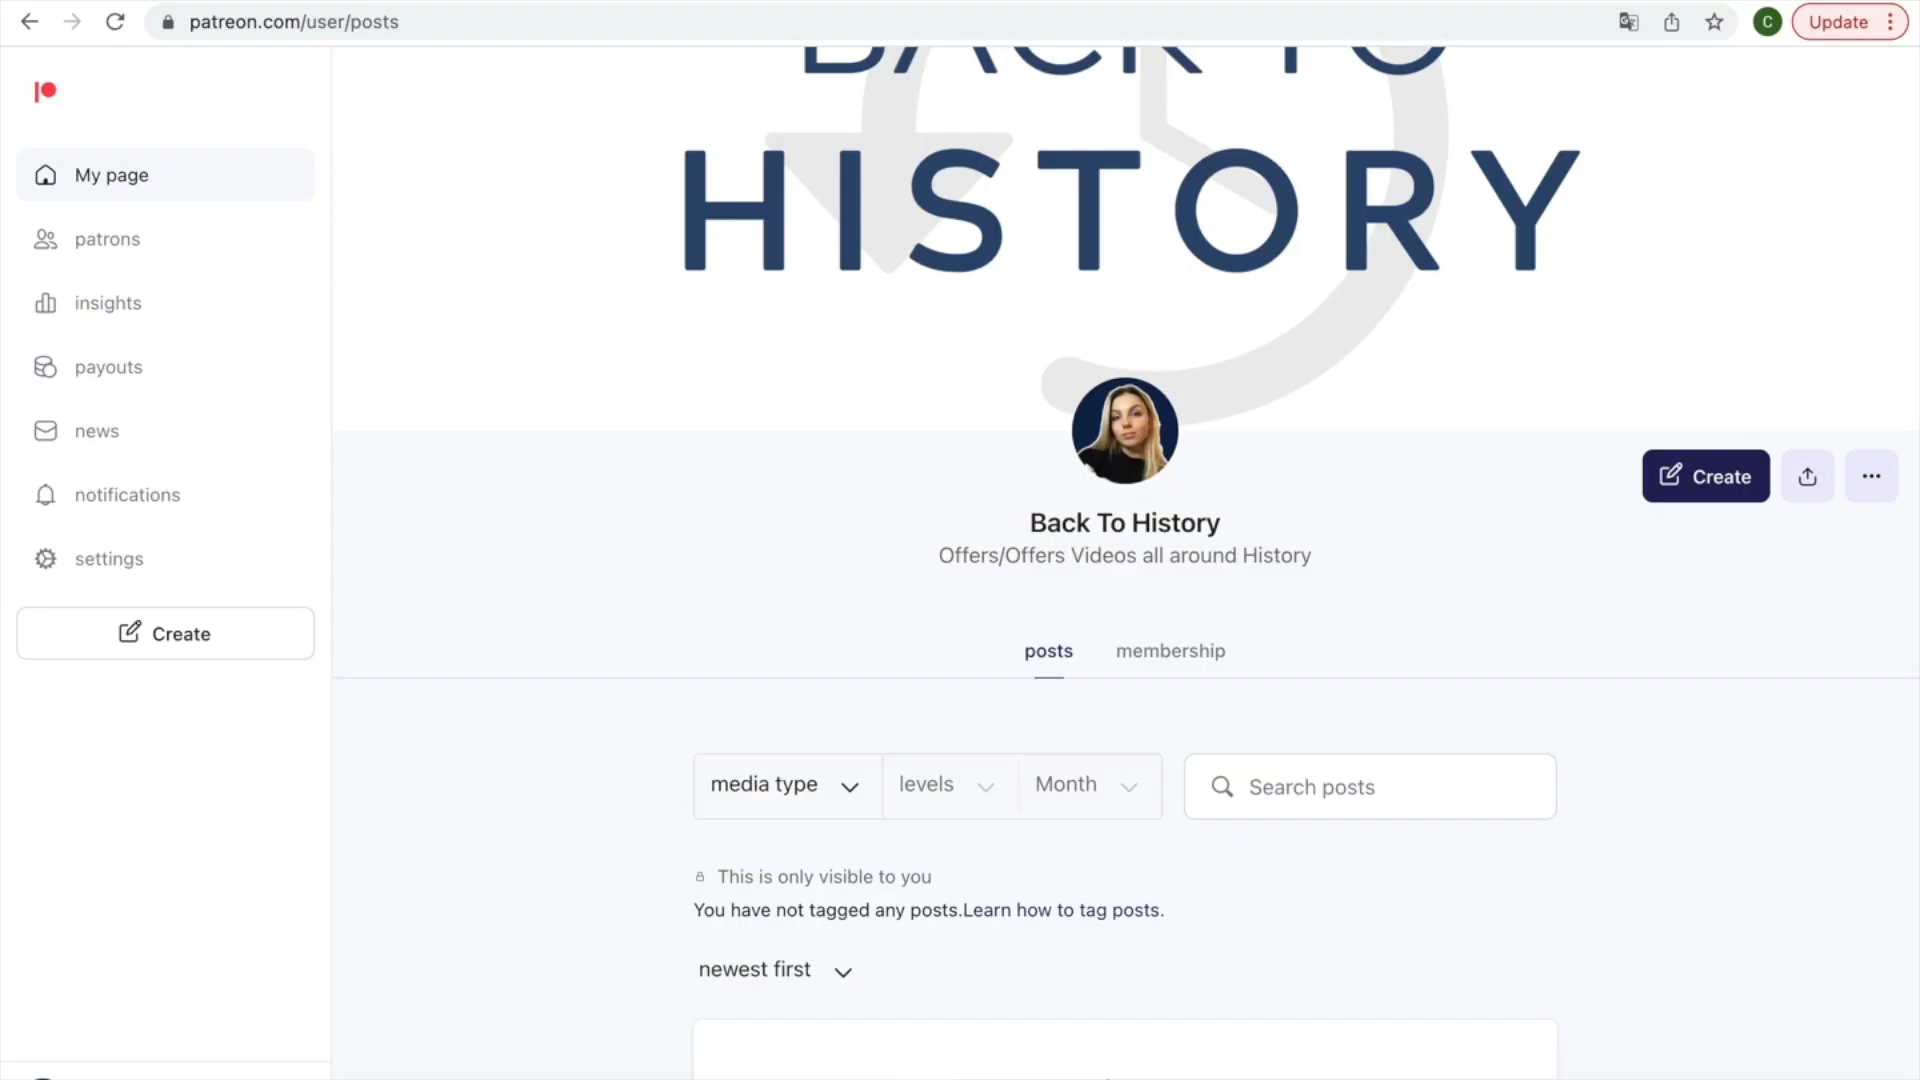 patreon.com/user/posts
C
Update
BACK TO
HISTORY
My page
patrons
insights
payouts
news
notifications
settings
Create
Create
Back To History
Offers/Offers Videos all around History
posts
membership
media type
levels
Month
Search posts
This is only visible to you
You have not tagged any posts.Learn how to tag posts.
newest first